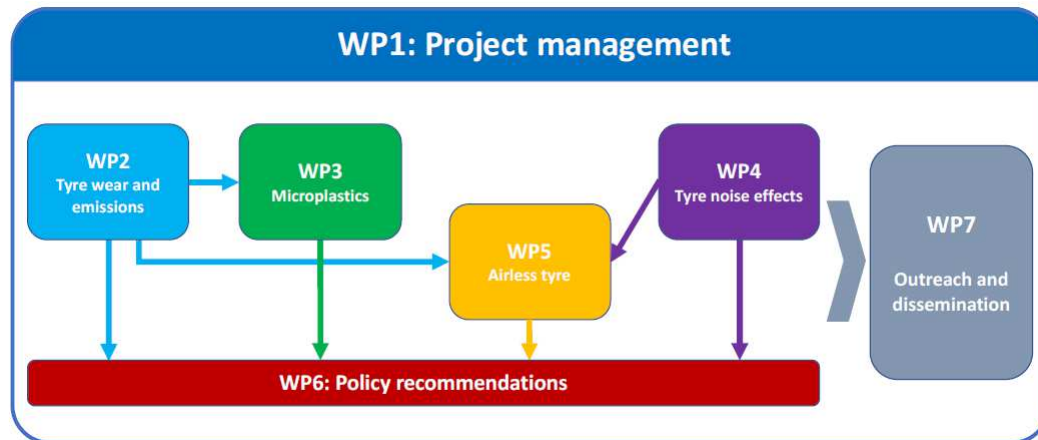 WP1: Project management
WP2
Tyre wear and
emissions
WP3
Microplastics
WP4
Tyre noise effects
WP5
Airless tyre
WP7
Outreach and
dissemination
WP6: Policy recommendations